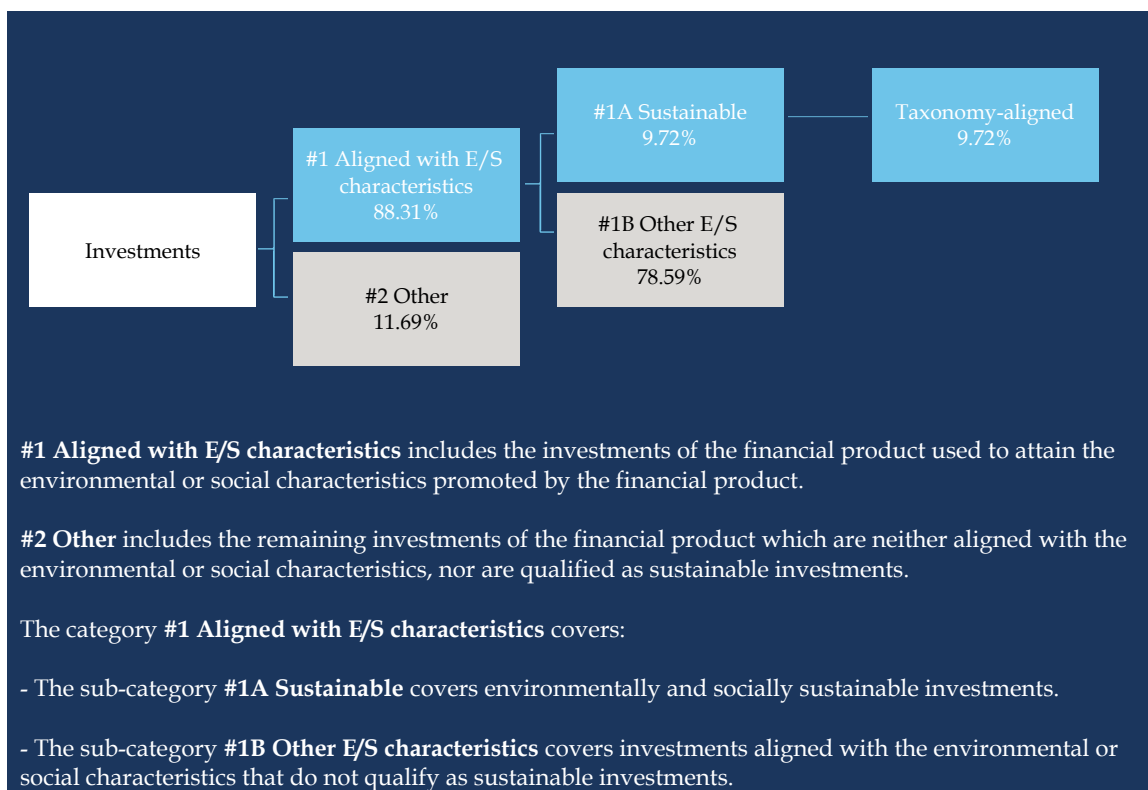 Investments
#1 Aligned with E/S
characteristics
88.31%
#2 Other
11.69%
#1A Sustainable
9.72%
#1B Other E/S
characteristics
78.59%
Taxonomy-aligned
9.72%
#1 Aligned with E/S characteristics includes the investments of the financial product used to attain the
environmental or social characteristics promoted by the financial product.
#2 Other includes the remaining investments of the financial product which are neither aligned with the
environmental or social characteristics, nor are qualified as sustainable investments.
The category #1 Aligned with E/S characteristics covers:
- The sub-category #1A Sustainable covers environmentally and socially sustainable investments.
- The sub-category #1B Other E/S characteristics covers investments aligned with the environmental or
social characteristics that do not qualify as sustainable investments.